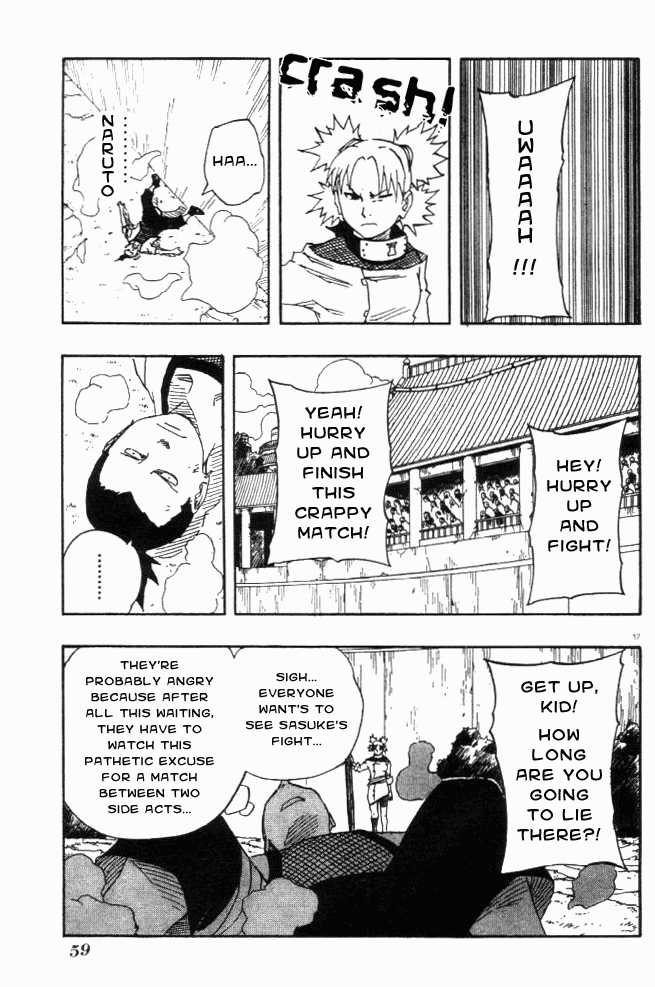 UWAAAAH
!!!
crash!
HAA...
NARUTO
.........
HEY!
HURRY
UP
AND
FIGHT!
YEAH!
HURRY
UP AND
FINISH
THIS
CRAPPY
MATCH!
.........
17
GET UP,
KID!
HOW
LONG
ARE YOU
GOING
TO LIE
THERE?!
SIGH...
EVERYONE
WANT'S TO
SEE SASUKE'S
FIGHT...
THEY'RE
PROBABLY ANGRY
BECAUSE AFTER
ALL THIS WAITING,
THEY HAVE TO
WATCH THIS
PATHETIC EXCUSE
FOR A MATCH
BETWEEN TWO
SIDE ACTS...
59